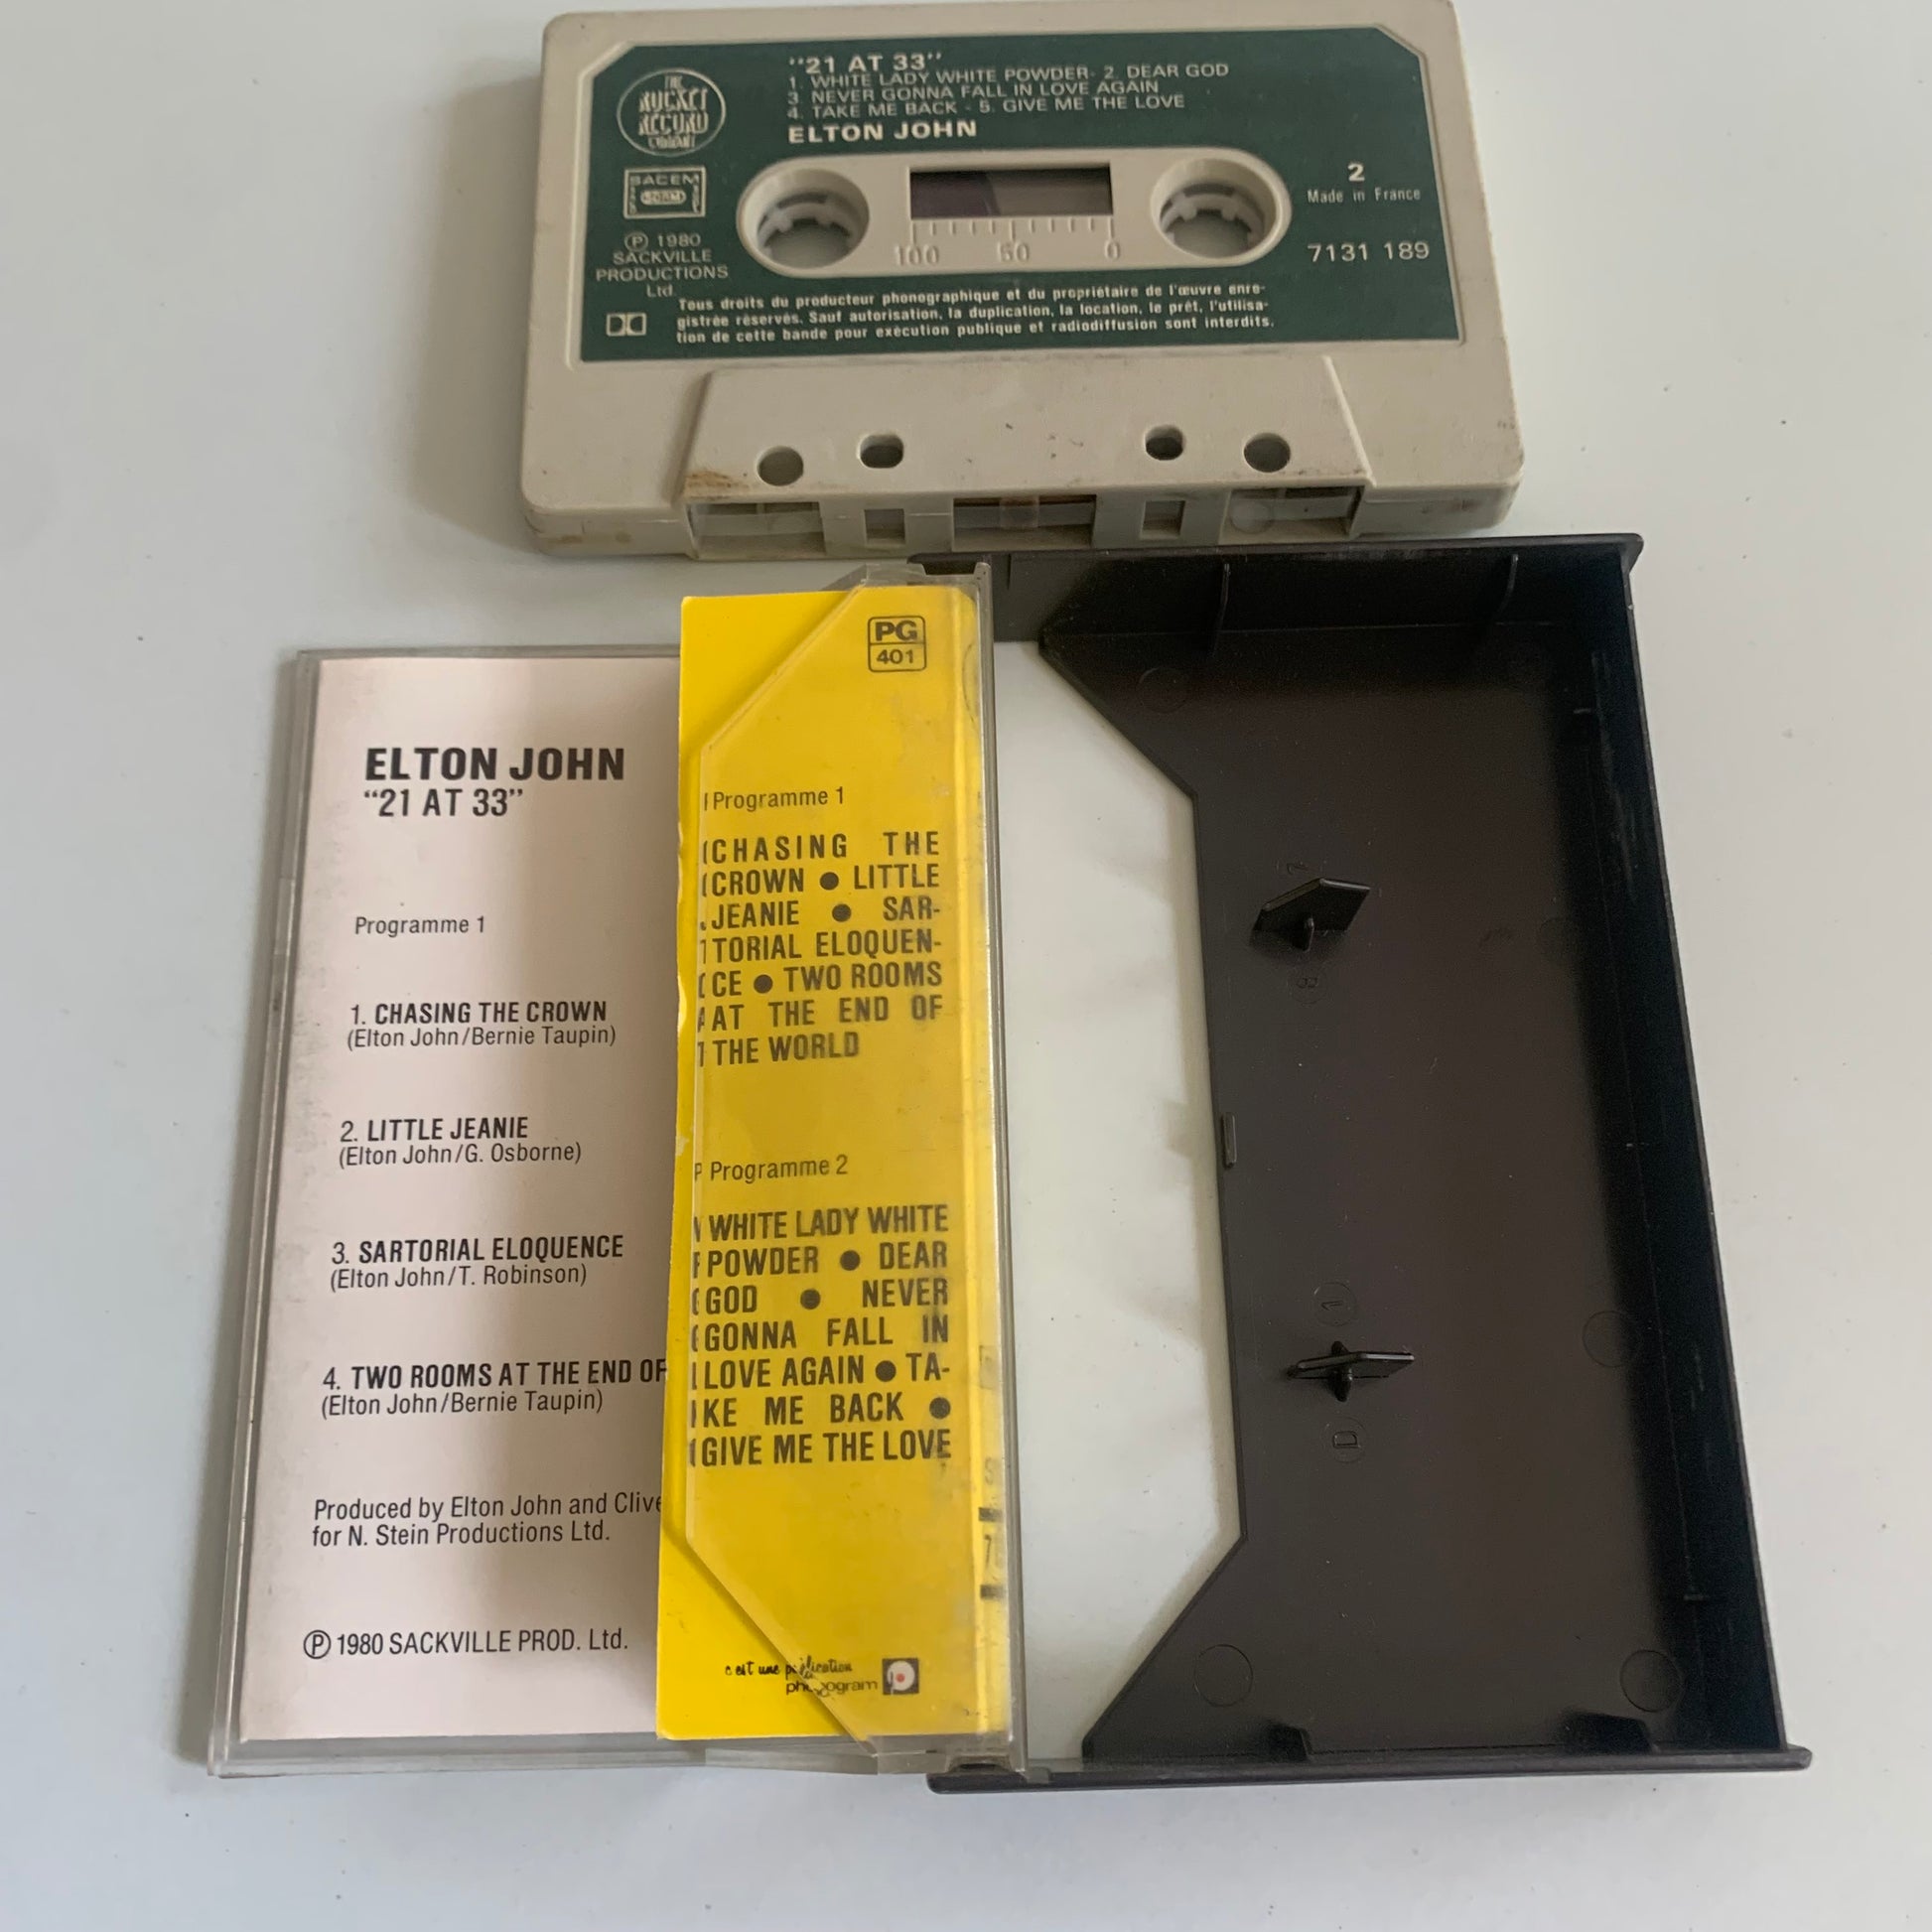 "21 AT 33"
1. WHITE LADY WHITE POWDER - 2. DEAR GOD
3. NEVER GONNA FALL IN LOVE AGAIN
4. TAKE ME BACK - 5. GIVE ME THE LOVE
ELTON JOHN
THE
ROCKET
RECORD
COMPANY
SACEM
2
Made in France
℗ 1980
SACKVILLE
PRODUCTIONS
Ltd.
100 50 0
7131 189
Tous droits du producteur phonographique et du propriétaire de l'œuvre enre-
gistrée réservés. Sauf autorisation, la duplication, la location, le prêt, l'utilisa-
tion de cette bande pour exécution publique et radiodiffusion sont interdits.
ELTON JOHN
"21 AT 33"
Programme 1
1. CHASING THE CROWN
(Elton John/Bernie Taupin)
2. LITTLE JEANIE
(Elton John/G. Osborne)
3. SARTORIAL ELOQUENCE
(Elton John/T. Robinson)
4. TWO ROOMS AT THE END OF
(Elton John/Bernie Taupin)
Produced by Elton John and Clive
for N. Stein Productions Ltd.
℗ 1980 SACKVILLE PROD. Ltd.
PG
401
Programme 1
CHASING THE
CROWN ● LITTLE
JEANIE ● SAR-
TORIAL ELOQUEN-
CE ● TWO ROOMS
AT THE END OF
THE WORLD
Programme 2
WHITE LADY WHITE
POWDER ● DEAR
GOD ● NEVER
GONNA FALL IN
LOVE AGAIN ● TA-
KE ME BACK ●
GIVE ME THE LOVE
c'est une publication
phonogram